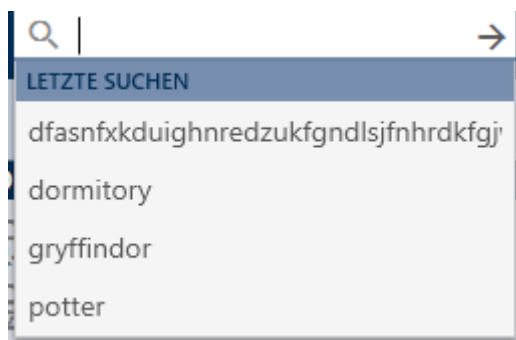 LETZTE SUCHEN
dfasnfxkduighnredzukfgndlsjfnhrdkfgj
dormitory
gryffindor
potter